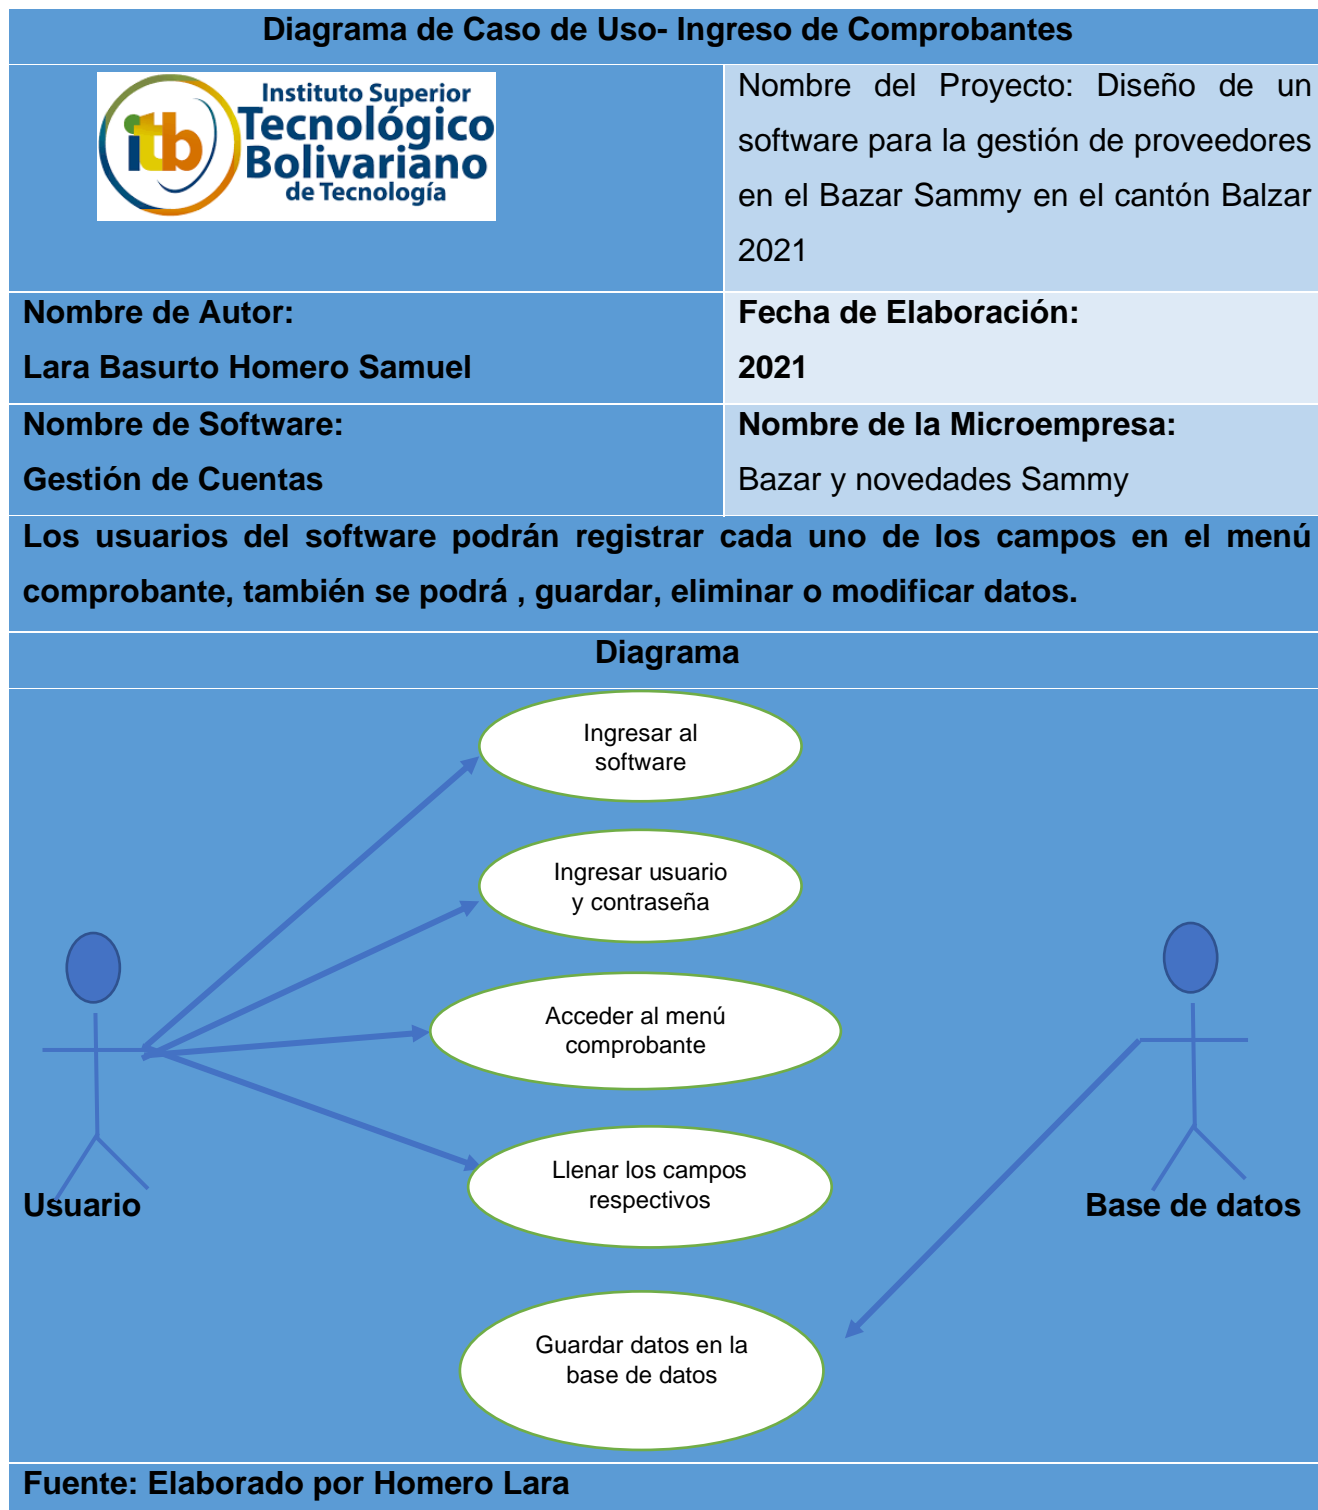 Diagrama de Caso de Uso- Ingreso de Comprobantes
itb
Instituto Superior
Tecnológico
Bolivariano
de Tecnología
Nombre del Proyecto: Diseño de un
software para la gestión de proveedores
en el Bazar Sammy en el cantón Balzar
2021
Nombre de Autor:
Lara Basurto Homero Samuel
Fecha de Elaboración:
2021
Nombre de Software:
Gestión de Cuentas
Nombre de la Microempresa:
Bazar y novedades Sammy
Los usuarios del software podrán registrar cada uno de los campos en el menú
comprobante, también se podrá , guardar, eliminar o modificar datos.
Diagrama
Ingresar al
software
Ingresar usuario
y contraseña
Acceder al menú
comprobante
Llenar los campos
respectivos
Usuario
Base de datos
Guardar datos en la
base de datos
Fuente: Elaborado por Homero Lara